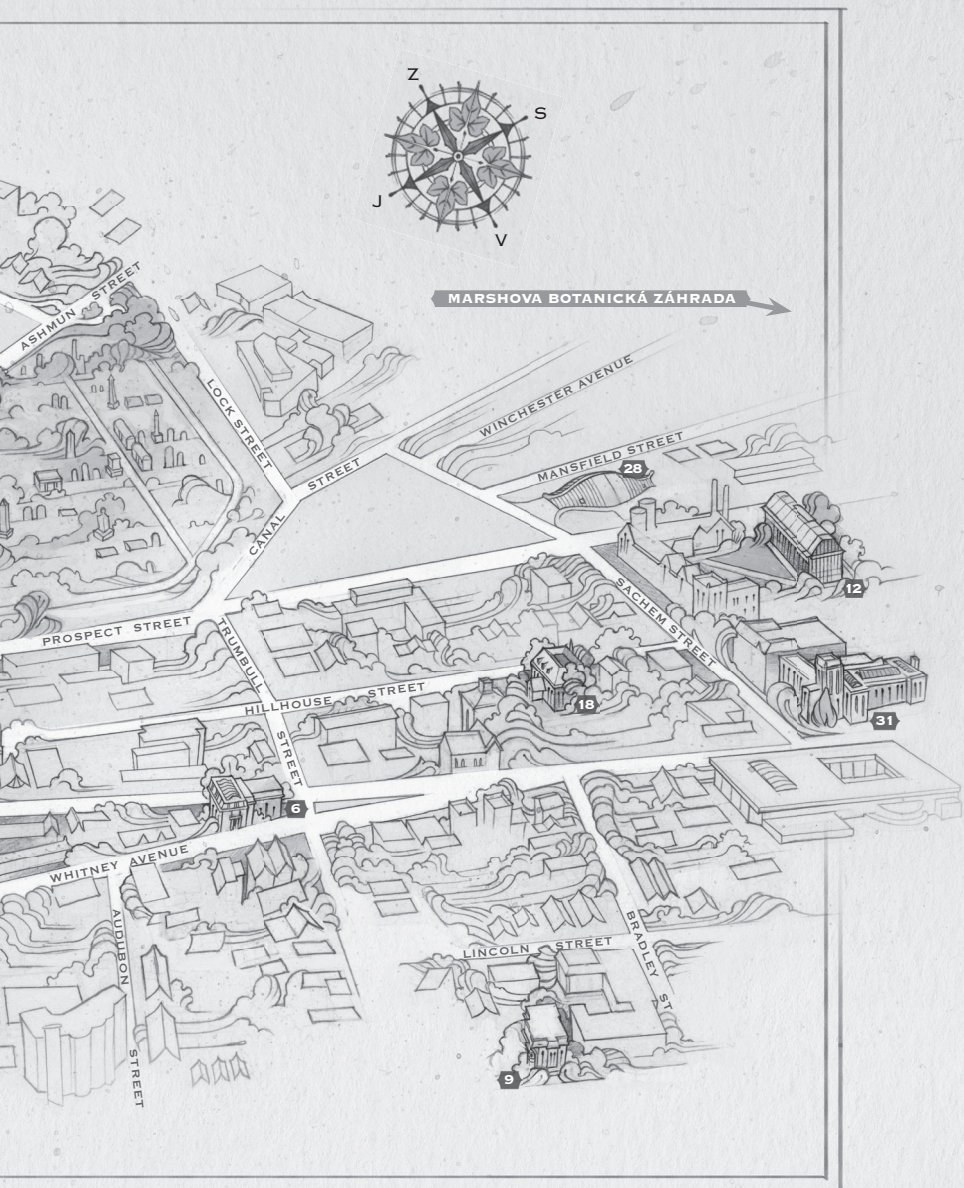 Z
S
J
V
MARSHOVA BOTANICKÁ ZÁHRADA
ASHMUN STREET
LOCK STREET
CANAL STREET
WINCHESTER AVENUE
MANSFIELD STREET
28
12
SACHEM STREET
PROSPECT STREET
TRUMBULL STREET
HILLHOUSE STREET
18
31
6
WHITNEY AVENUE
AUDUBON STREET
LINCOLN STREET
BRADLEY ST
9